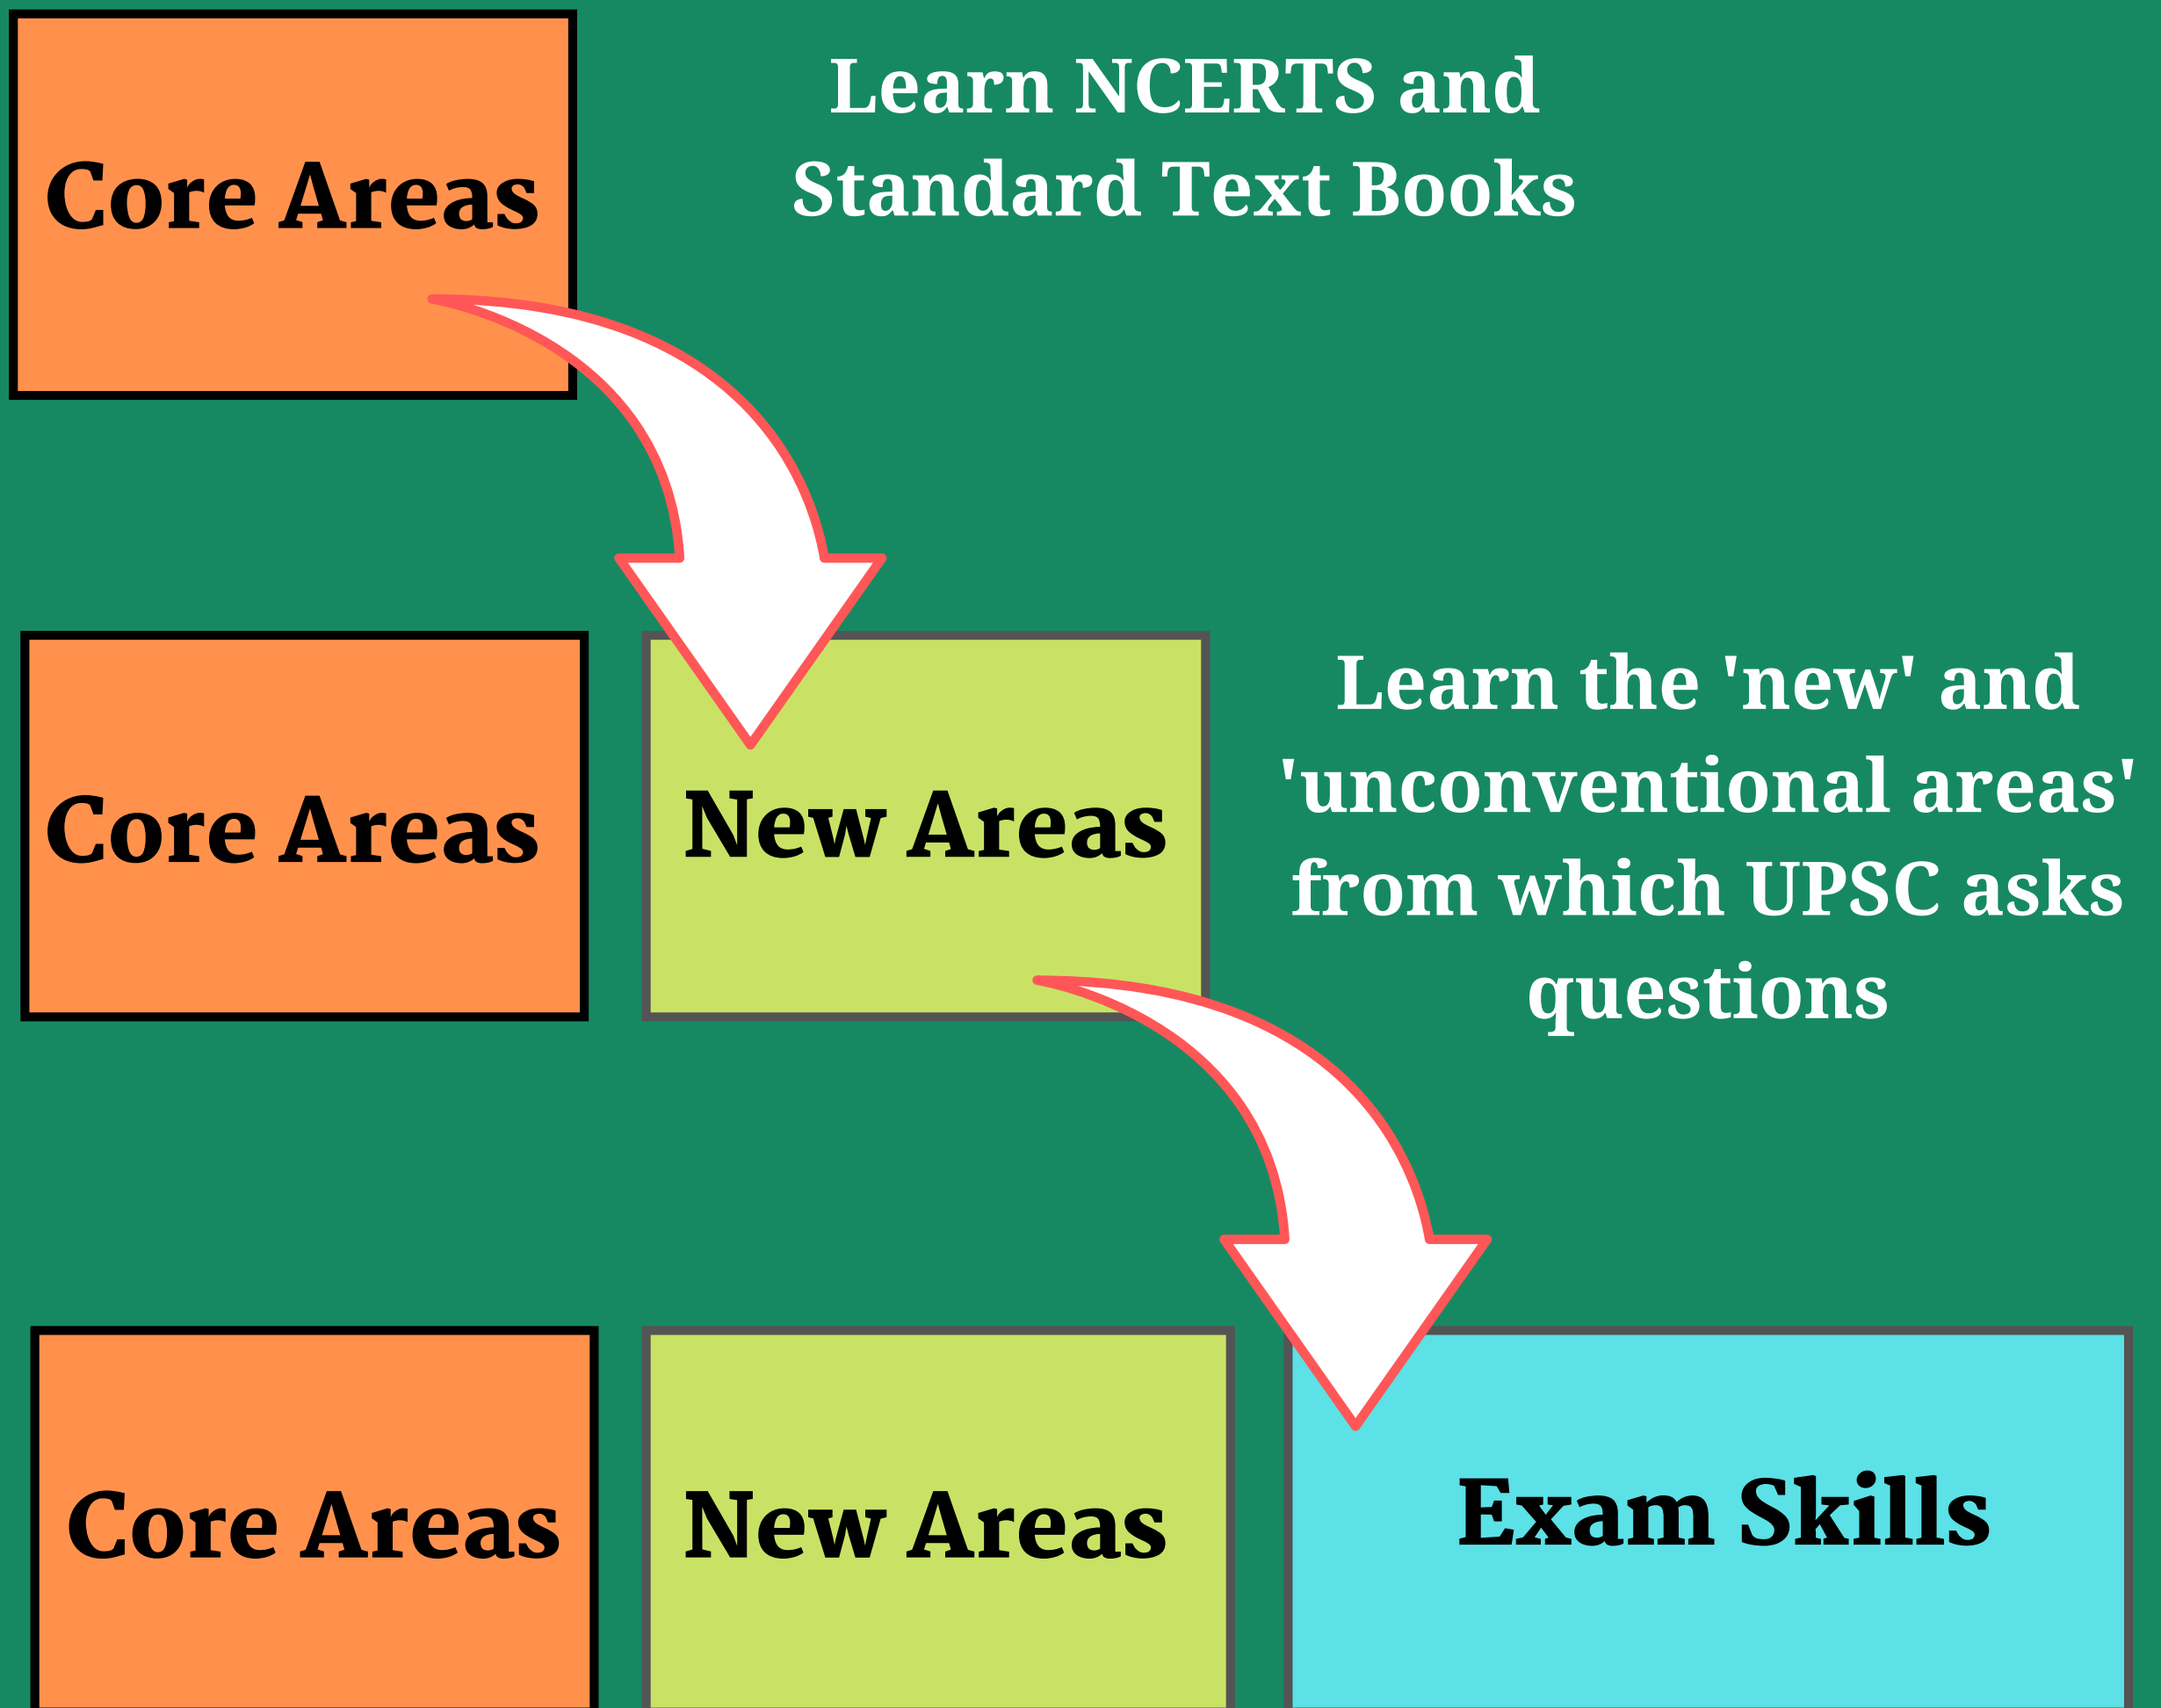 Core Areas
Learn NCERTS and
Standard Text Books
Core Areas
New Areas
Learn the 'new' and
'unconventional areas'
from which UPSC asks
questions
Core Areas
New Areas
Exam Skills